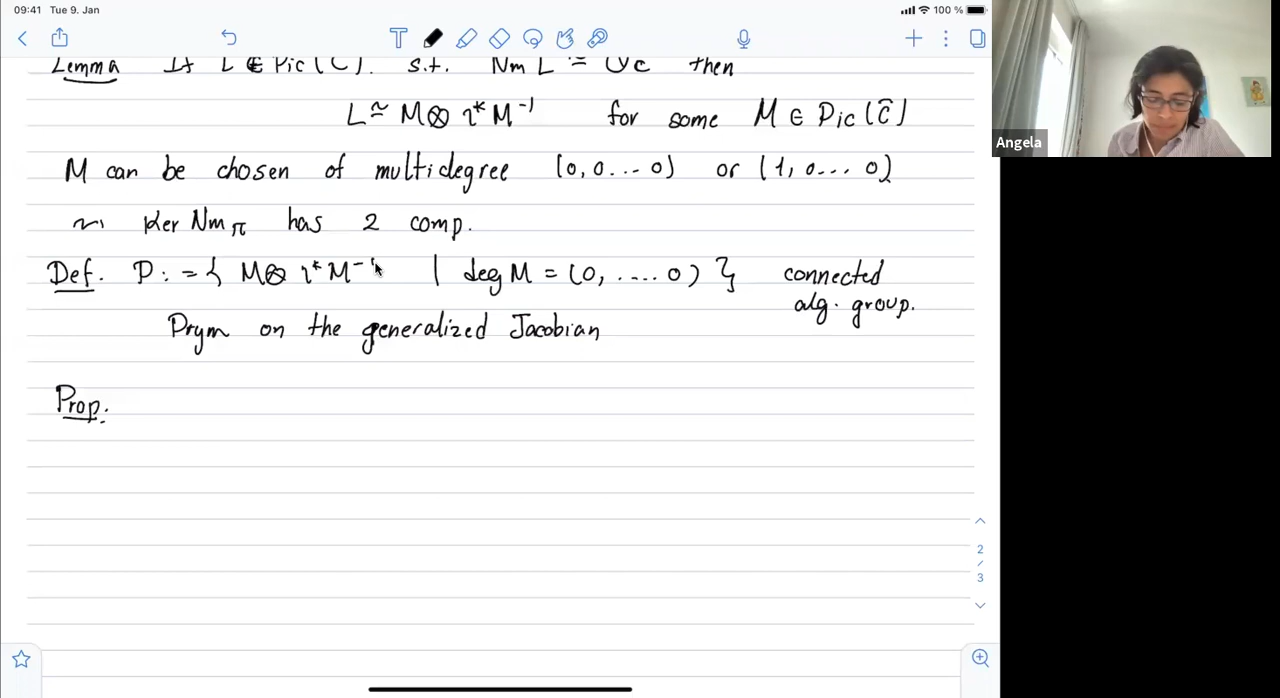 09:41 Tue 9. Jan
100 %
Lemma If L ∈ Pic(C̃). s.t. Nm L ≃ O_C then
L ≃ M ⊗ ι* M⁻¹ for some M ∈ Pic(C̃)
M can be chosen of multidegree (0, 0 ... 0) or (1, 0 ... 0)
⇝ Ker Nm_π has 2 comp.
Def. P := { M ⊗ ι* M⁻¹ | deg M = (0, .... 0) } connected
alg. group.
Prym on the generalized Jacobian
Prop.
2
/
3
Angela